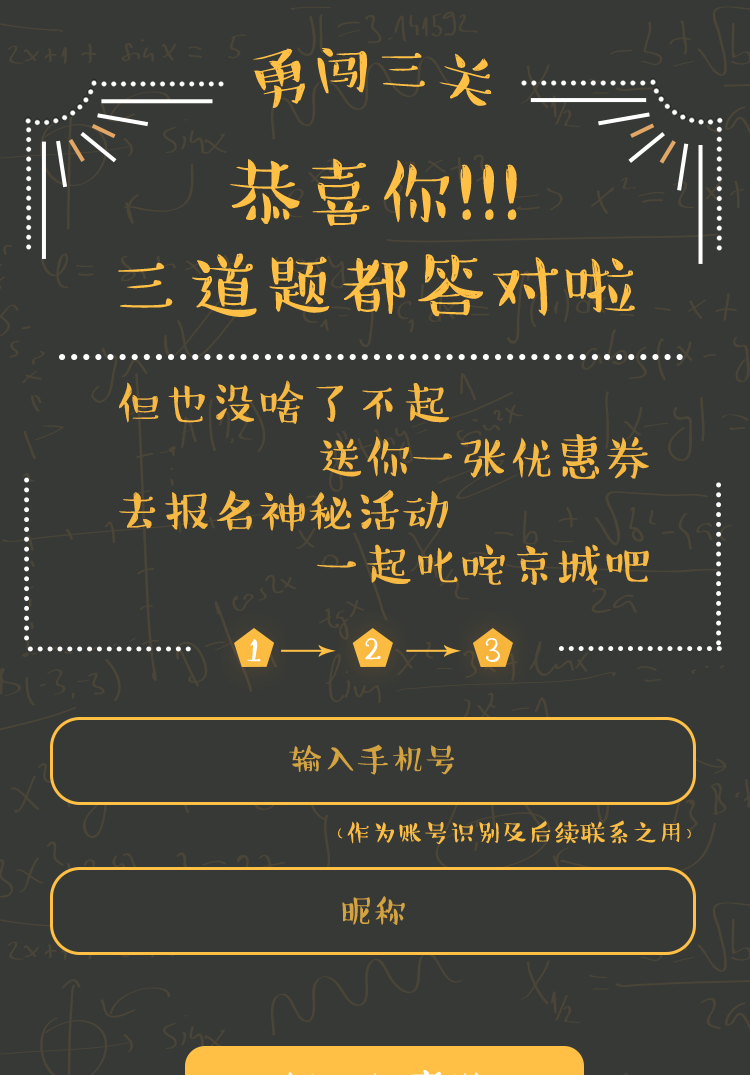 勇闯三关
恭喜你!!!
三道题都答对啦
但也没啥了不起
送你一张优惠券
去报名神秘活动
一起叱咤京城吧
1 2 3
输入手机号
(作为账号识别及后续联系之用)
昵称